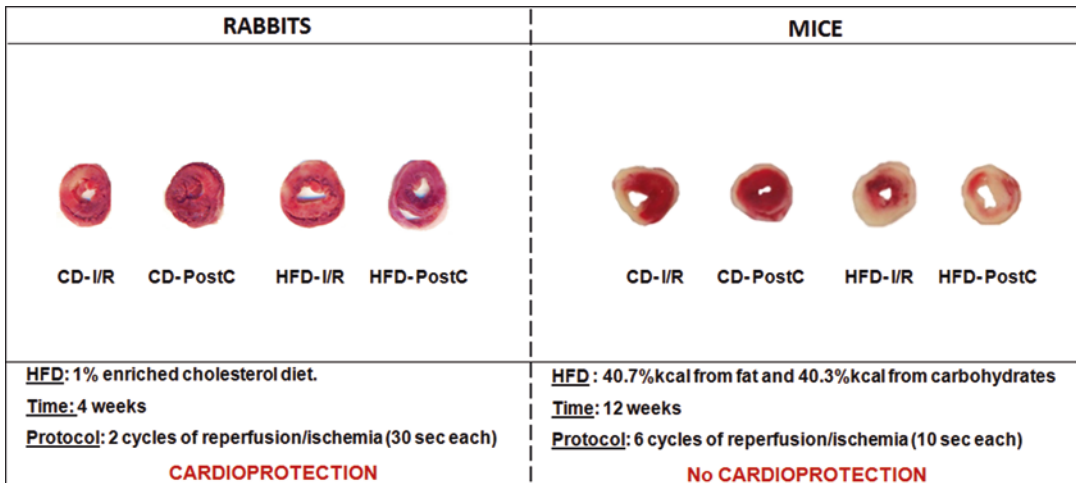 RABBITS
MICE
CD-I/R
CD-PostC
HFD-I/R
HFD-PostC
CD-I/R
CD-PostC
HFD-I/R
HFD-PostC
HFD: 1% enriched cholesterol diet.
Time: 4 weeks
Protocol: 2 cycles of reperfusion/ischemia (30 sec each)
CARDIOPROTECTION
HFD : 40.7%kcal from fat and 40.3%kcal from carbohydrates
Time: 12 weeks
Protocol: 6 cycles of reperfusion/ischemia (10 sec each)
No CARDIOPROTECTION